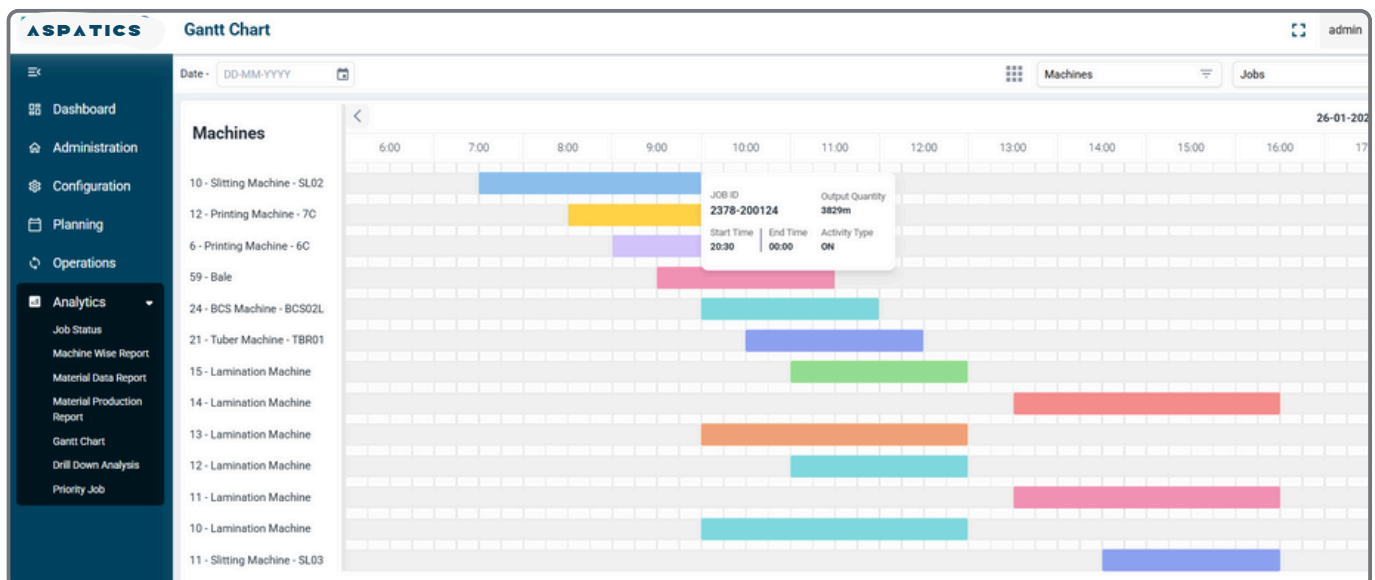 ASPATICS
Gantt Chart
admin
Date - DD-MM-YYYY
Machines
Jobs
Dashboard
Administration
Configuration
Planning
Operations
Analytics
Job Status
Machine Wise Report
Material Data Report
Material Production
Report
Gantt Chart
Drill Down Analysis
Priority Job
Machines
26-01-202
6:00 7:00 8:00 9:00 10:00 11:00 12:00 13:00 14:00 15:00 16:00 17
10 - Slitting Machine - SL02
12 - Printing Machine - 7C
6 - Printing Machine - 6C
59 - Bale
24 - BCS Machine - BCS02L
21 - Tuber Machine - TBR01
15 - Lamination Machine
14 - Lamination Machine
13 - Lamination Machine
12 - Lamination Machine
11 - Lamination Machine
10 - Lamination Machine
11 - Slitting Machine - SL03
JOB ID Output Quantity
2378-200124 3829m
Start Time End Time Activity Type
20:30 00:00 ON